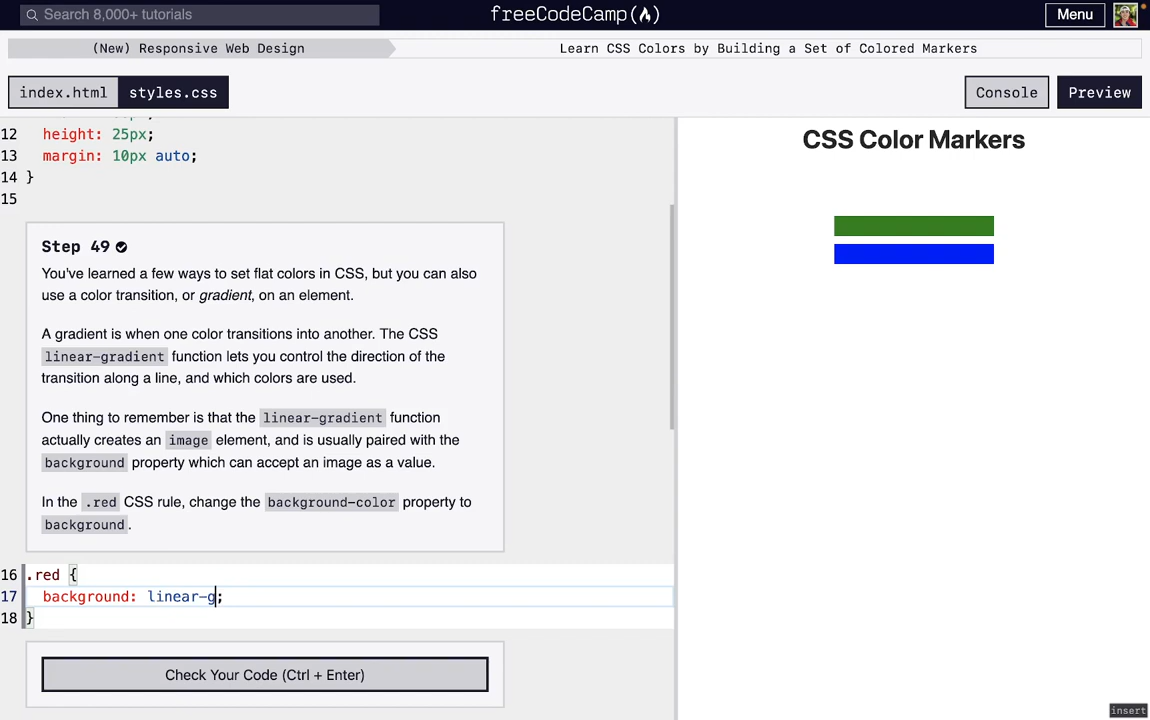 Search 8,000+ tutorials
freeCodeCamp
Menu
(New) Responsive Web Design
Learn CSS Colors by Building a Set of Colored Markers
index.html
styles.css
Console
Preview
12 height: 25px;
13 margin: 10px auto;
14 }
15
Step 49
You've learned a few ways to set flat colors in CSS, but you can also
use a color transition, or gradient, on an element.
A gradient is when one color transitions into another. The CSS
linear-gradient function lets you control the direction of the
transition along a line, and which colors are used.
One thing to remember is that the linear-gradient function
actually creates an image element, and is usually paired with the
background property which can accept an image as a value.
In the .red CSS rule, change the background-color property to
background.
16 .red {
17 background: linear-g;
18 }
Check Your Code (Ctrl + Enter)
CSS Color Markers
insert